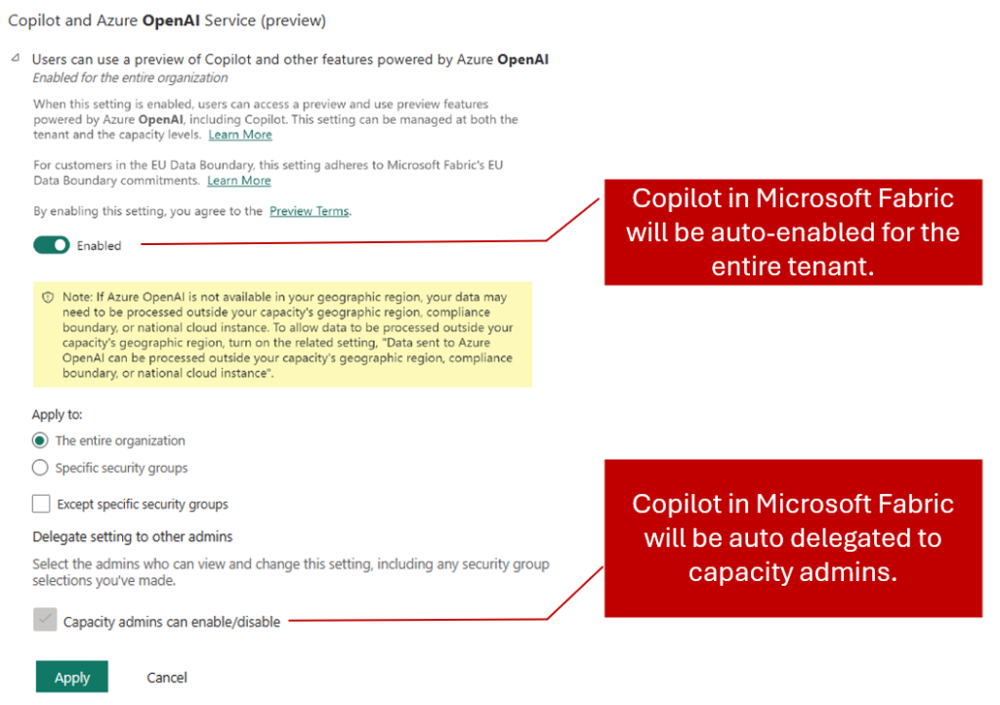 Copilot and Azure OpenAI Service (preview)
Users can use a preview of Copilot and other features powered by Azure OpenAI
Enabled for the entire organization
When this setting is enabled, users can access a preview and use preview features
powered by Azure OpenAI, including Copilot. This setting can be managed at both the
tenant and the capacity levels. Learn More
For customers in the EU Data Boundary, this setting adheres to Microsoft Fabric's EU
Data Boundary commitments. Learn More
By enabling this setting, you agree to the Preview Terms.
Enabled
Copilot in Microsoft Fabric
will be auto-enabled for the
entire tenant.
Note: If Azure OpenAI is not available in your geographic region, your data may
need to be processed outside your capacity's geographic region, compliance
boundary, or national cloud instance. To allow data to be processed outside your
capacity's geographic region, turn on the related setting, "Data sent to Azure
OpenAI can be processed outside your capacity's geographic region, compliance
boundary, or national cloud instance".
Apply to:
The entire organization
Specific security groups
Except specific security groups
Delegate setting to other admins
Select the admins who can view and change this setting, including any security group
selections you've made.
Capacity admins can enable/disable
Copilot in Microsoft Fabric
will be auto delegated to
capacity admins.
Apply
Cancel